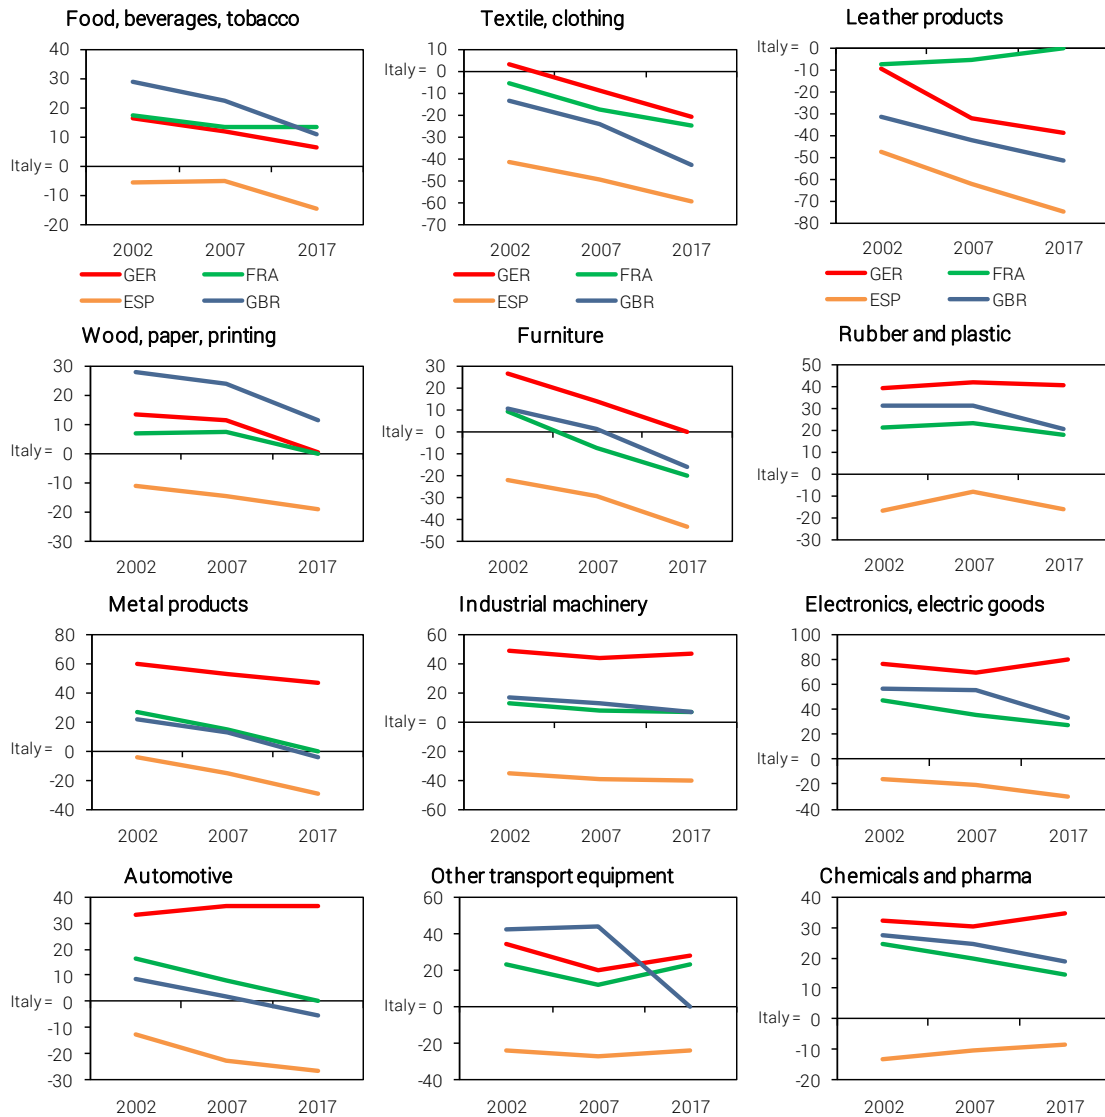 Food, beverages, tobacco
40
30
20
10
Italy = 0
-10
-20
2002 2007 2017
GER FRA
ESP GBR
Textile, clothing
10
Italy = 0
-10
-20
-30
-40
-50
-60
-70
2002 2007 2017
GER FRA
ESP GBR
Leather products
Italy = 0
-10
-20
-30
-40
-50
-60
-70
-80
2002 2007 2017
GER FRA
ESP GBR
Wood, paper, printing
30
20
10
Italy = 0
-10
-20
-30
2002 2007 2017
Furniture
30
20
10
Italy = 0
-10
-20
-30
-40
-50
2002 2007 2017
Rubber and plastic
50
40
30
20
10
Italy = 0
-10
-20
-30
2002 2007 2017
Metal products
80
60
40
20
Italy = 0
-20
-40
2002 2007 2017
Industrial machinery
60
40
20
Italy = 0
-20
-40
-60
2002 2007 2017
Electronics, electric goods
100
80
60
40
20
Italy = 0
-20
-40
2002 2007 2017
Automotive
40
30
20
10
Italy = 0
-10
-20
-30
2002 2007 2017
Other transport equipment
60
40
20
Italy = 0
-20
-40
2002 2007 2017
Chemicals and pharma
40
30
20
10
Italy = 0
-10
-20
2002 2007 2017